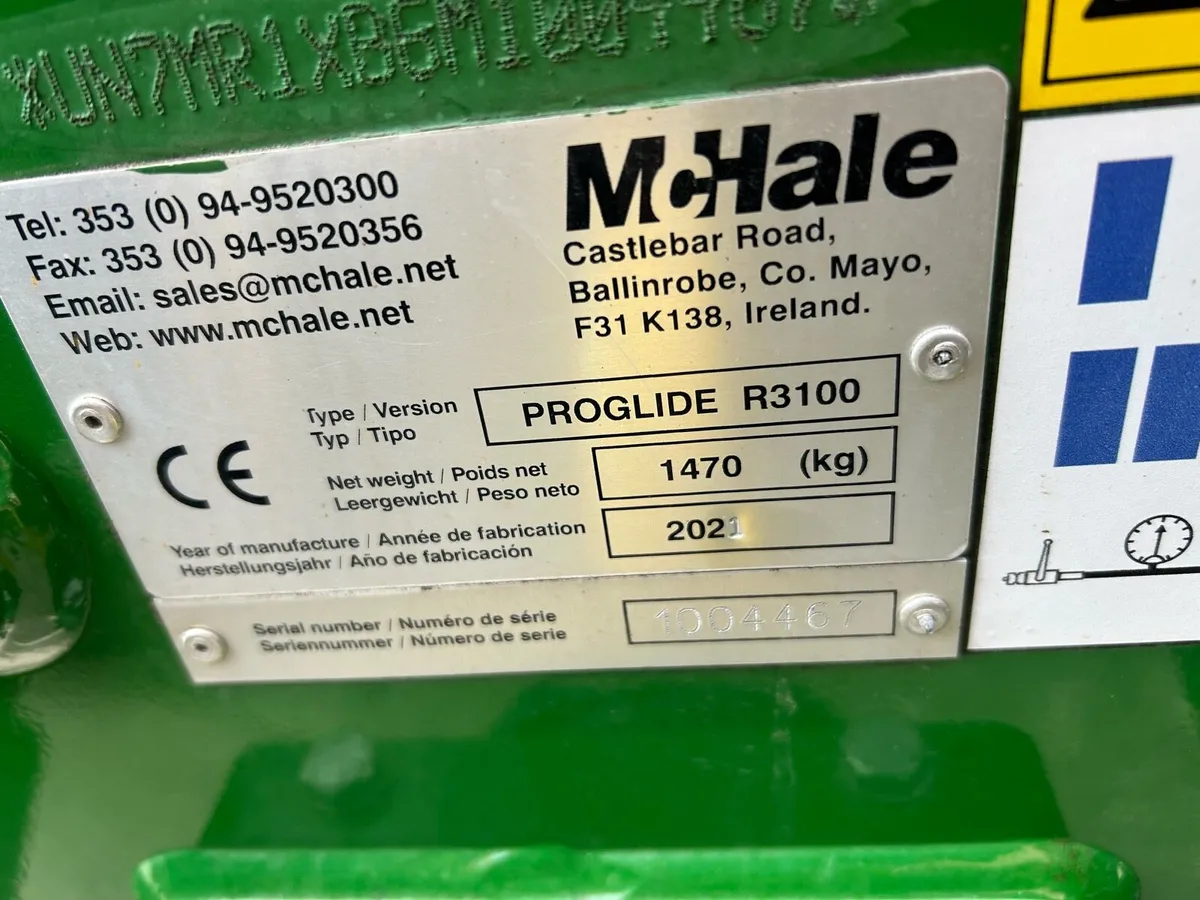 *UN7MR1XB6M1004467*
Tel: 353 (0) 94-9520300
Fax: 353 (0) 94-9520356
Email: sales@mchale.net
Web: www.mchale.net
McHale
Castlebar Road,
Ballinrobe, Co. Mayo,
F31 K138, Ireland.
CE
Type / Version
Typ / Tipo
PROGLIDE R3100
Net weight / Poids net
Leergewicht / Peso neto
1470 (kg)
Year of manufacture / Année de fabrication
Herstellungsjahr / Año de fabricación
2021
Serial number / Numéro de série
Seriennummer / Número de serie
1004467